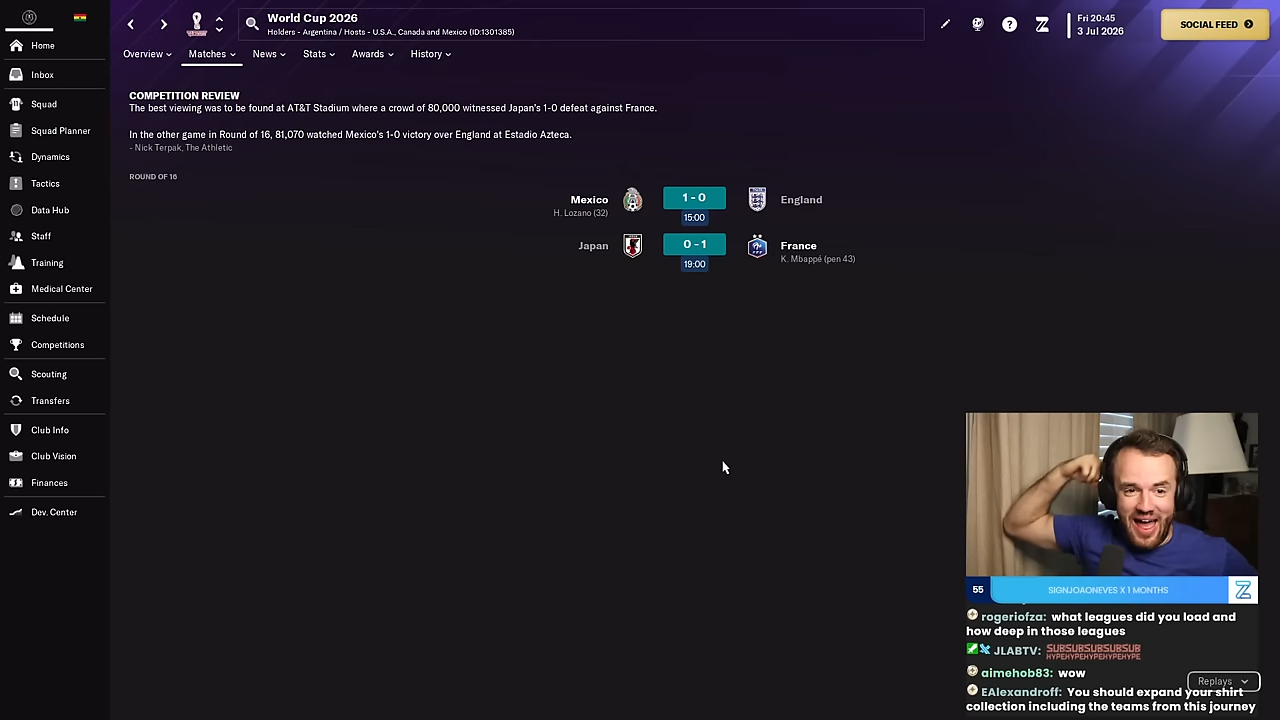 World Cup 2026
Holders - Argentina / Hosts - U.S.A., Canada and Mexico (ID:1301385)
Fri 20:45
3 Jul 2026
SOCIAL FEED
Overview
Matches
News
Stats
Awards
History
Home
Inbox
Squad
Squad Planner
Dynamics
Tactics
Data Hub
Staff
Training
Medical Center
Schedule
Competitions
Scouting
Transfers
Club Info
Club Vision
Finances
Dev. Center
COMPETITION REVIEW
The best viewing was to be found at AT&T Stadium where a crowd of 80,000 witnessed Japan's 1-0 defeat against France.
In the other game in Round of 16, 81,070 watched Mexico's 1-0 victory over England at Estadio Azteca.
- Nick Terpak, The Athletic
ROUND OF 16
Mexico 1 - 0 England
H. Lozano (32)
15:00
Japan 0 - 1 France
K. Mbappé (pen 43)
19:00
55 SIGNJOAONEVES X 1 MONTHS
rogeriofza: what leagues did you load and
how deep in those leagues
JLABTV: SUBSUBSUBSUBSUB
HYPEHYPEHYPEHYPEHYPE
aimehob83: wow
Replays
EAlexandroff: You should expand your shirt
collection including the teams from this journey